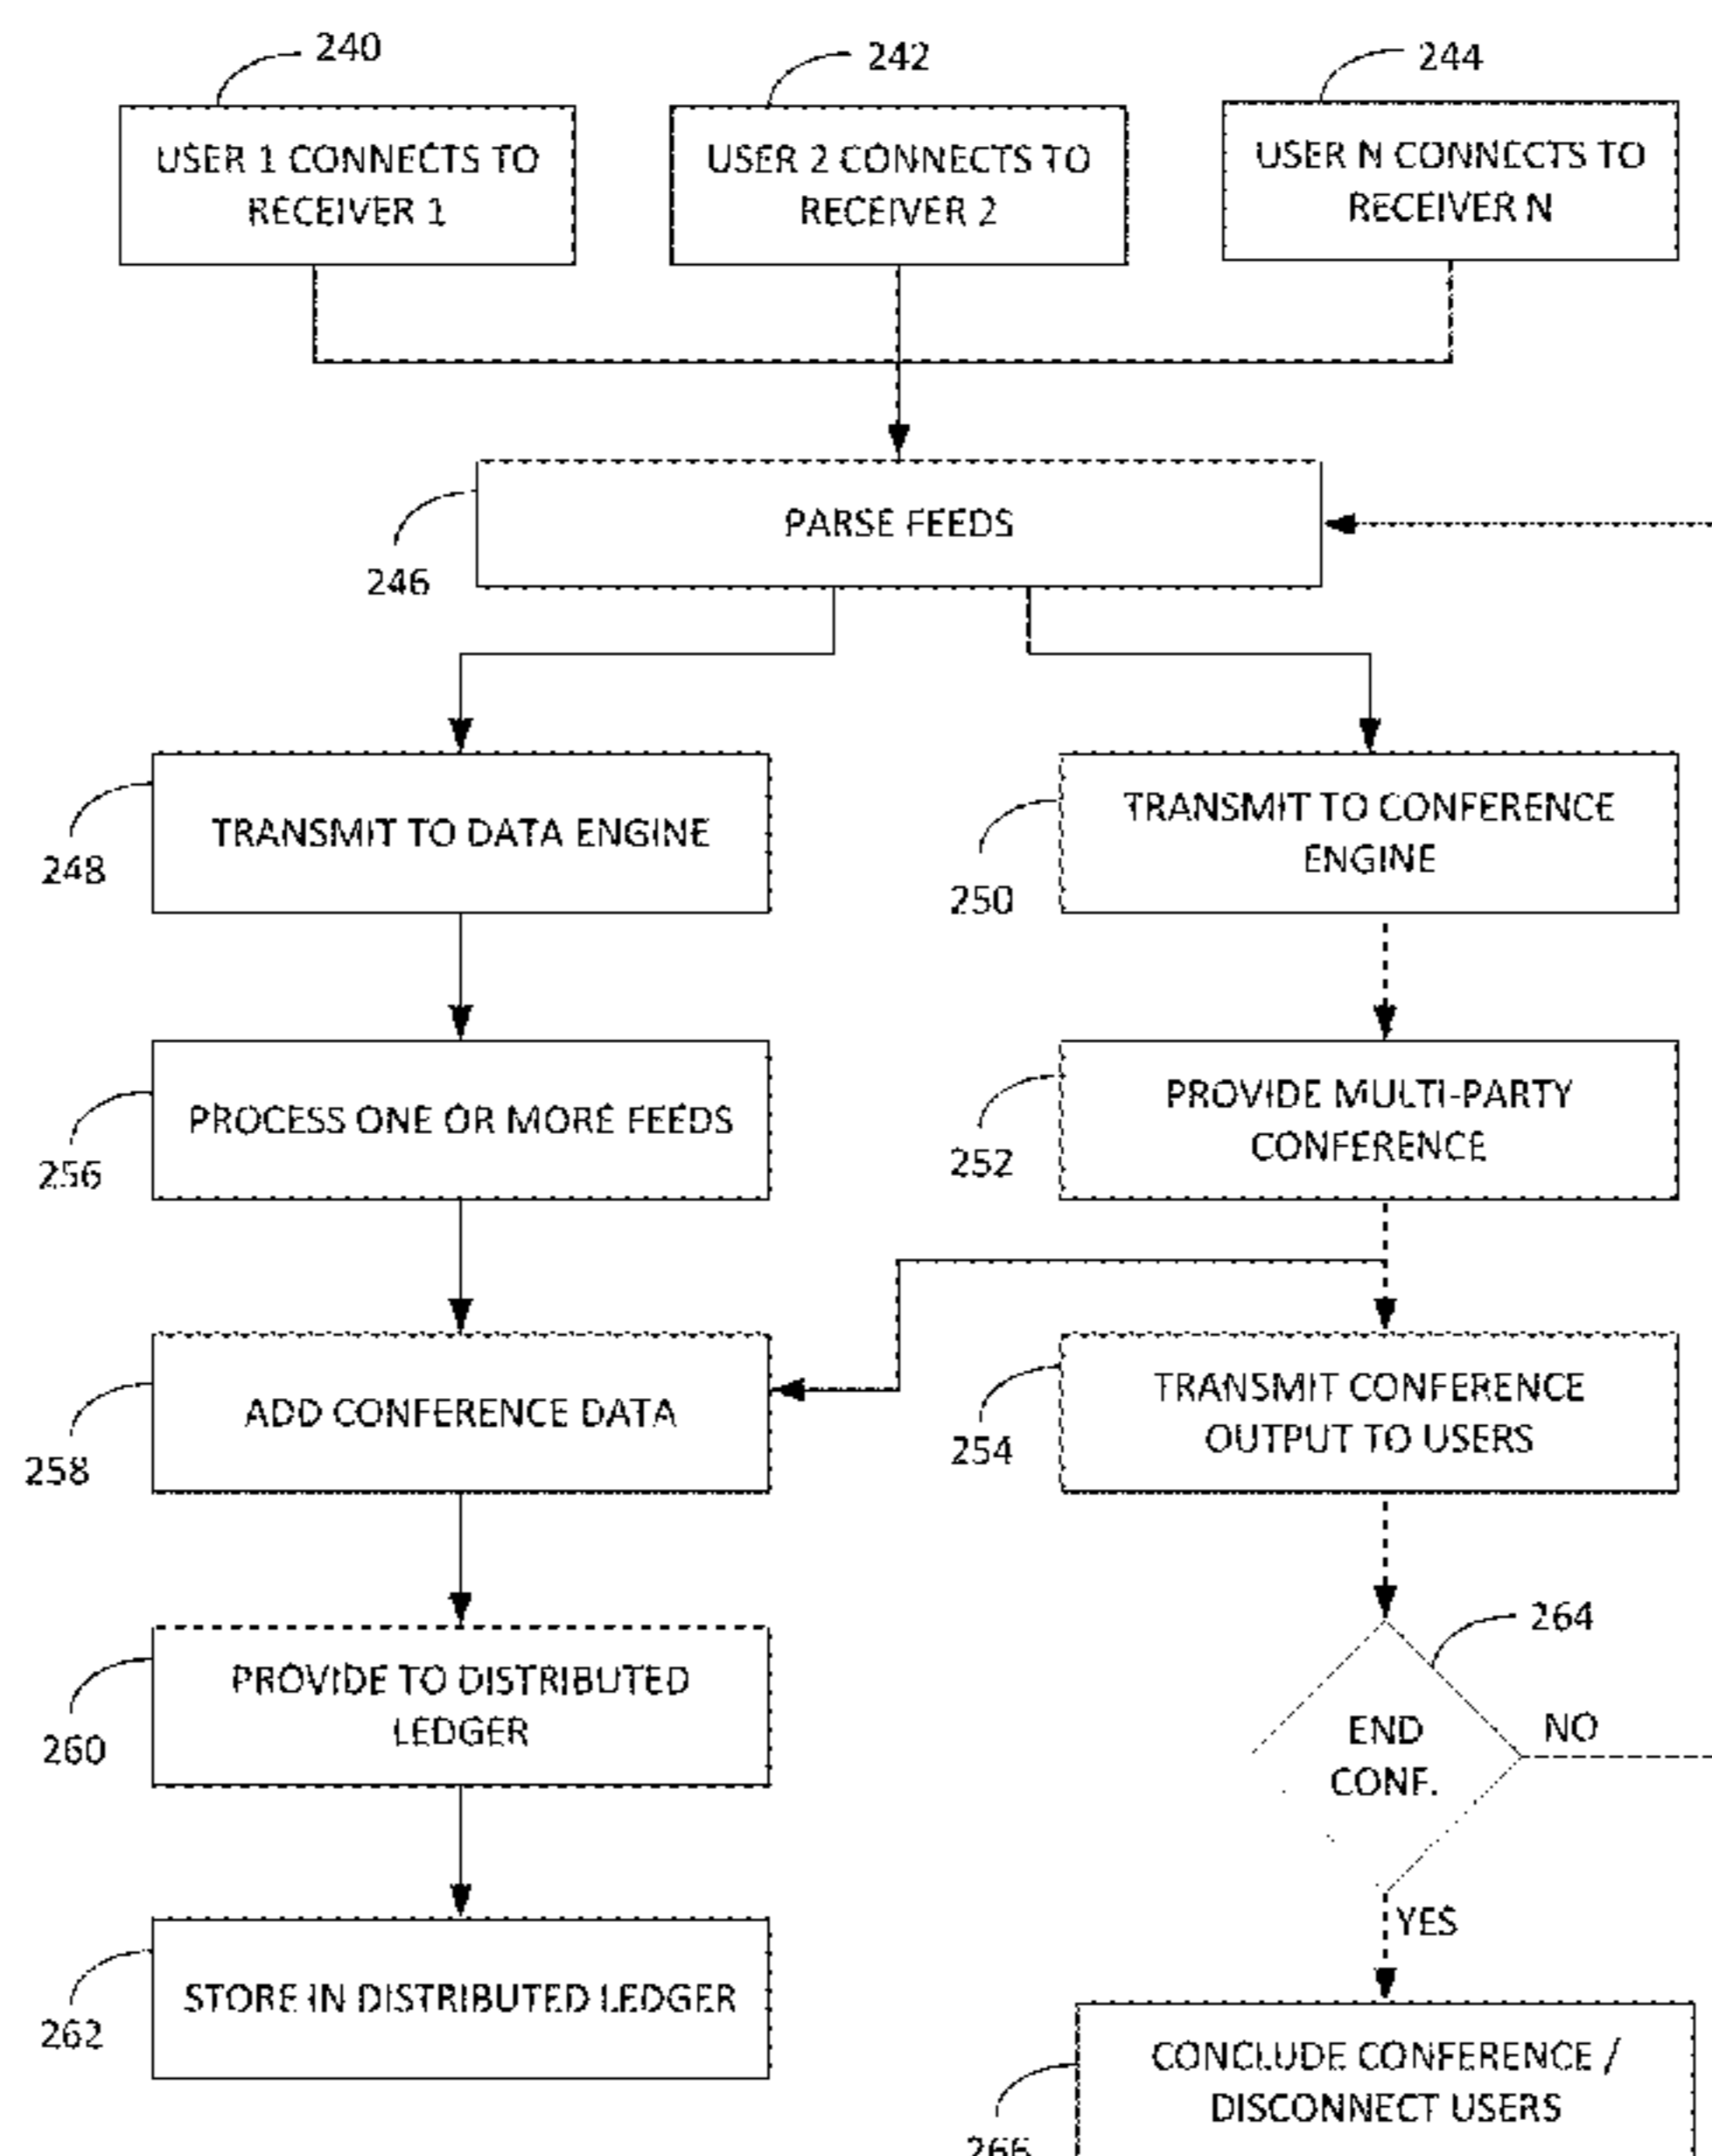 240
242
244
USER 1 CONNECTS TO
RECEIVER 1
USER 2 CONNECTS TO
RECEIVER 2
USER N CONNECTS TO
RECEIVER N
PARSE FEEDS
246
TRANSMIT TO DATA ENGINE
248
TRANSMIT TO CONFERENCE
ENGINE
250
PROCESS ONE OR MORE FEEDS
256
PROVIDE MULTI-PARTY
CONFERENCE
252
ADD CONFERENCE DATA
258
TRANSMIT CONFERENCE
OUTPUT TO USERS
254
PROVIDE TO DISTRIBUTED
LEDGER
260
264
END
CONF.
NO
YES
STORE IN DISTRIBUTED LEDGER
262
CONCLUDE CONFERENCE /
DISCONNECT USERS
266